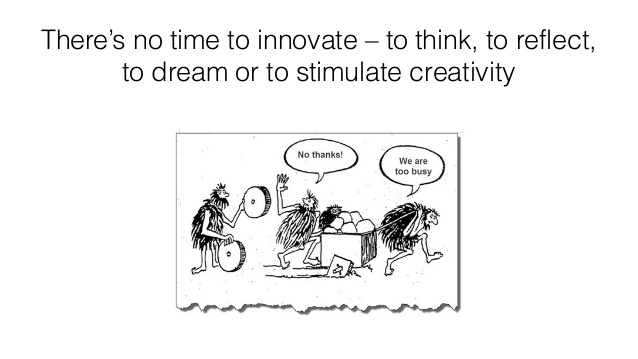 There’s no time to innovate – to think, to reflect,
to dream or to stimulate creativity
No thanks!
We are
too busy